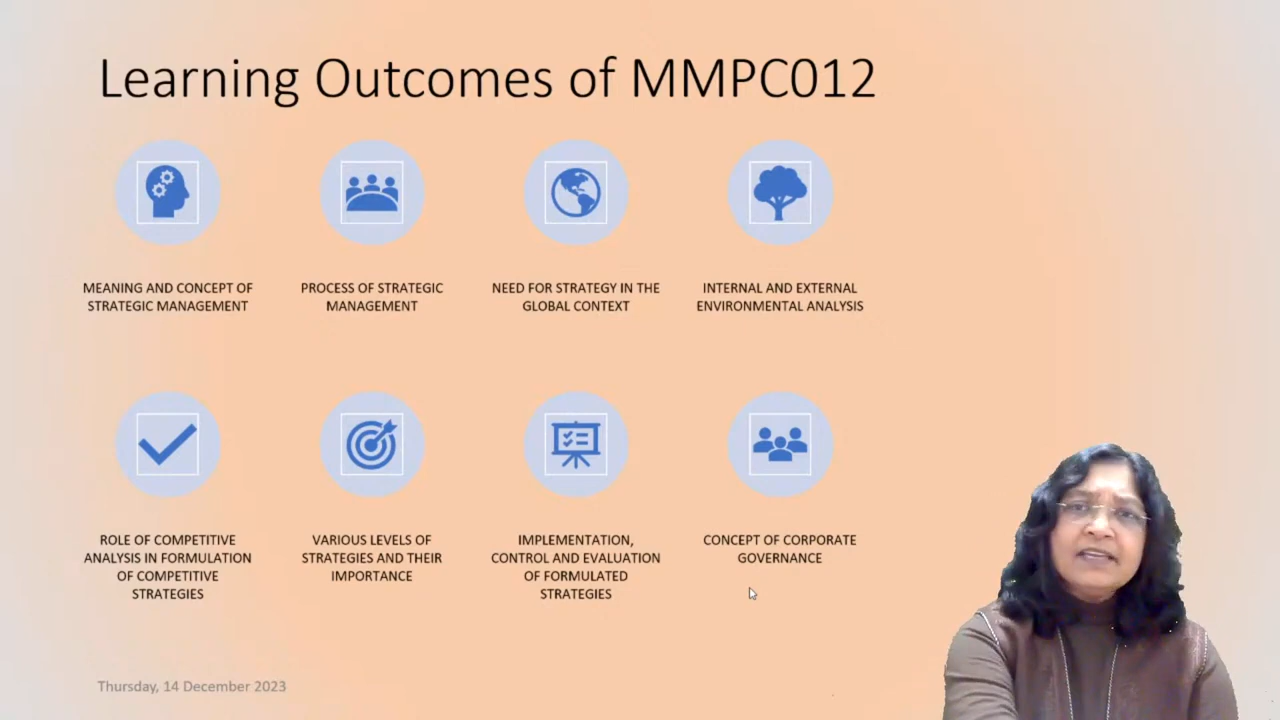 Learning Outcomes of MMPC012
MEANING AND CONCEPT OF
STRATEGIC MANAGEMENT
PROCESS OF STRATEGIC
MANAGEMENT
NEED FOR STRATEGY IN THE
GLOBAL CONTEXT
INTERNAL AND EXTERNAL
ENVIRONMENTAL ANALYSIS
ROLE OF COMPETITIVE
ANALYSIS IN FORMULATION
OF COMPETITIVE
STRATEGIES
VARIOUS LEVELS OF
STRATEGIES AND THEIR
IMPORTANCE
IMPLEMENTATION,
CONTROL AND EVALUATION
OF FORMULATED
STRATEGIES
CONCEPT OF CORPORATE
GOVERNANCE
Thursday, 14 December 2023